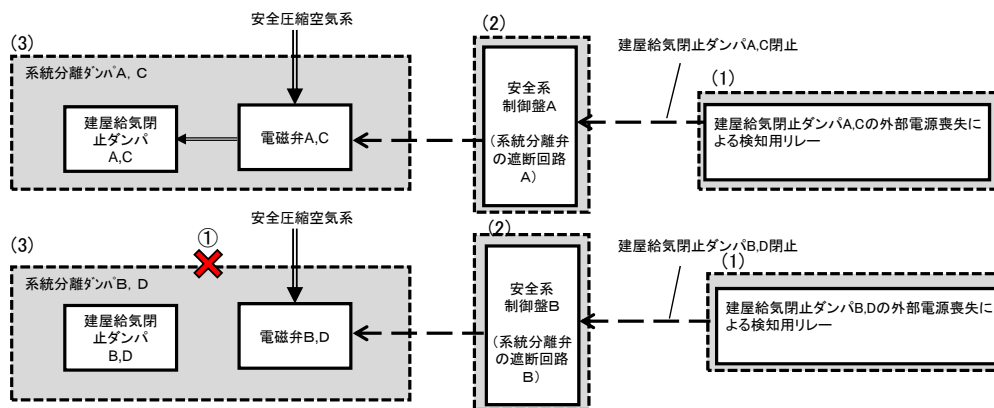 安全圧縮空気系
(3)
系統分離ﾀﾞﾝﾊﾟA, C
建屋給気閉
止ダンパ
A,C
電磁弁A,C
(2)
安全系
制御盤A
(系統分離弁
の遮断回路
A)
建屋給気閉止ダンパA,C閉止
(1)
建屋給気閉止ダンパA,Cの外部電源喪失に
よる検知用リレー
安全圧縮空気系
(3)
①
系統分離ﾀﾞﾝﾊﾟB, D
建屋給気閉
止ダンパ
B,D
電磁弁B,D
(2)
安全系
制御盤B
(系統分離弁
の遮断回路
B)
建屋給気閉止ダンパB,D閉止
(1)
建屋給気閉止ダンパB,Dの外部電源喪失に
よる検知用リレー